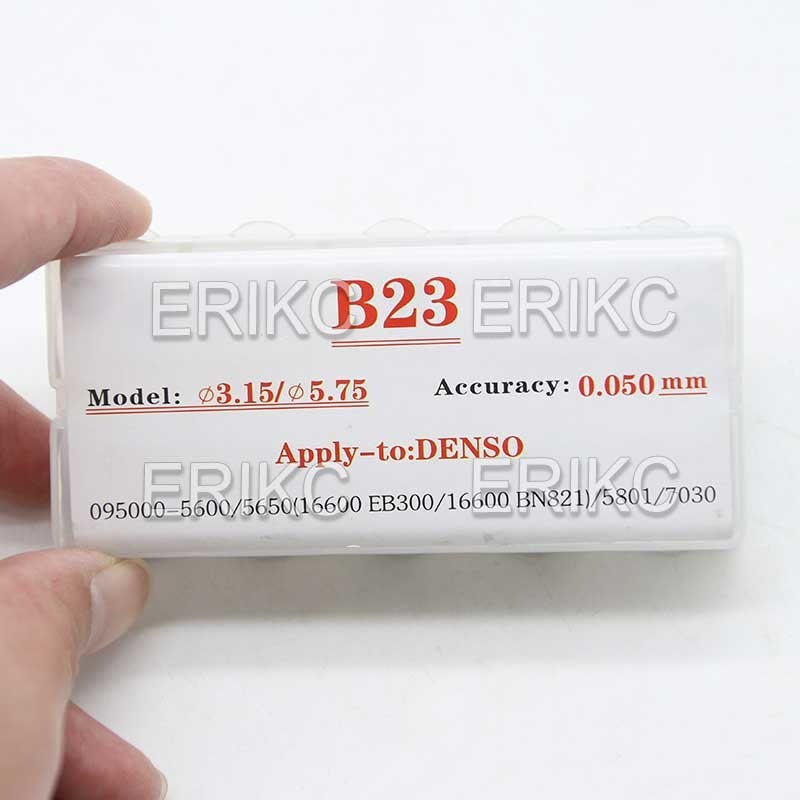 B23
Model: ∅3.15/∅5.75 Accuracy: 0.050 mm
Apply-to:DENSO
095000-5600/5650(16600 EB300/16600 BN821)/5801/7030
ERIKC ERIKC
ERIKC ERIKC